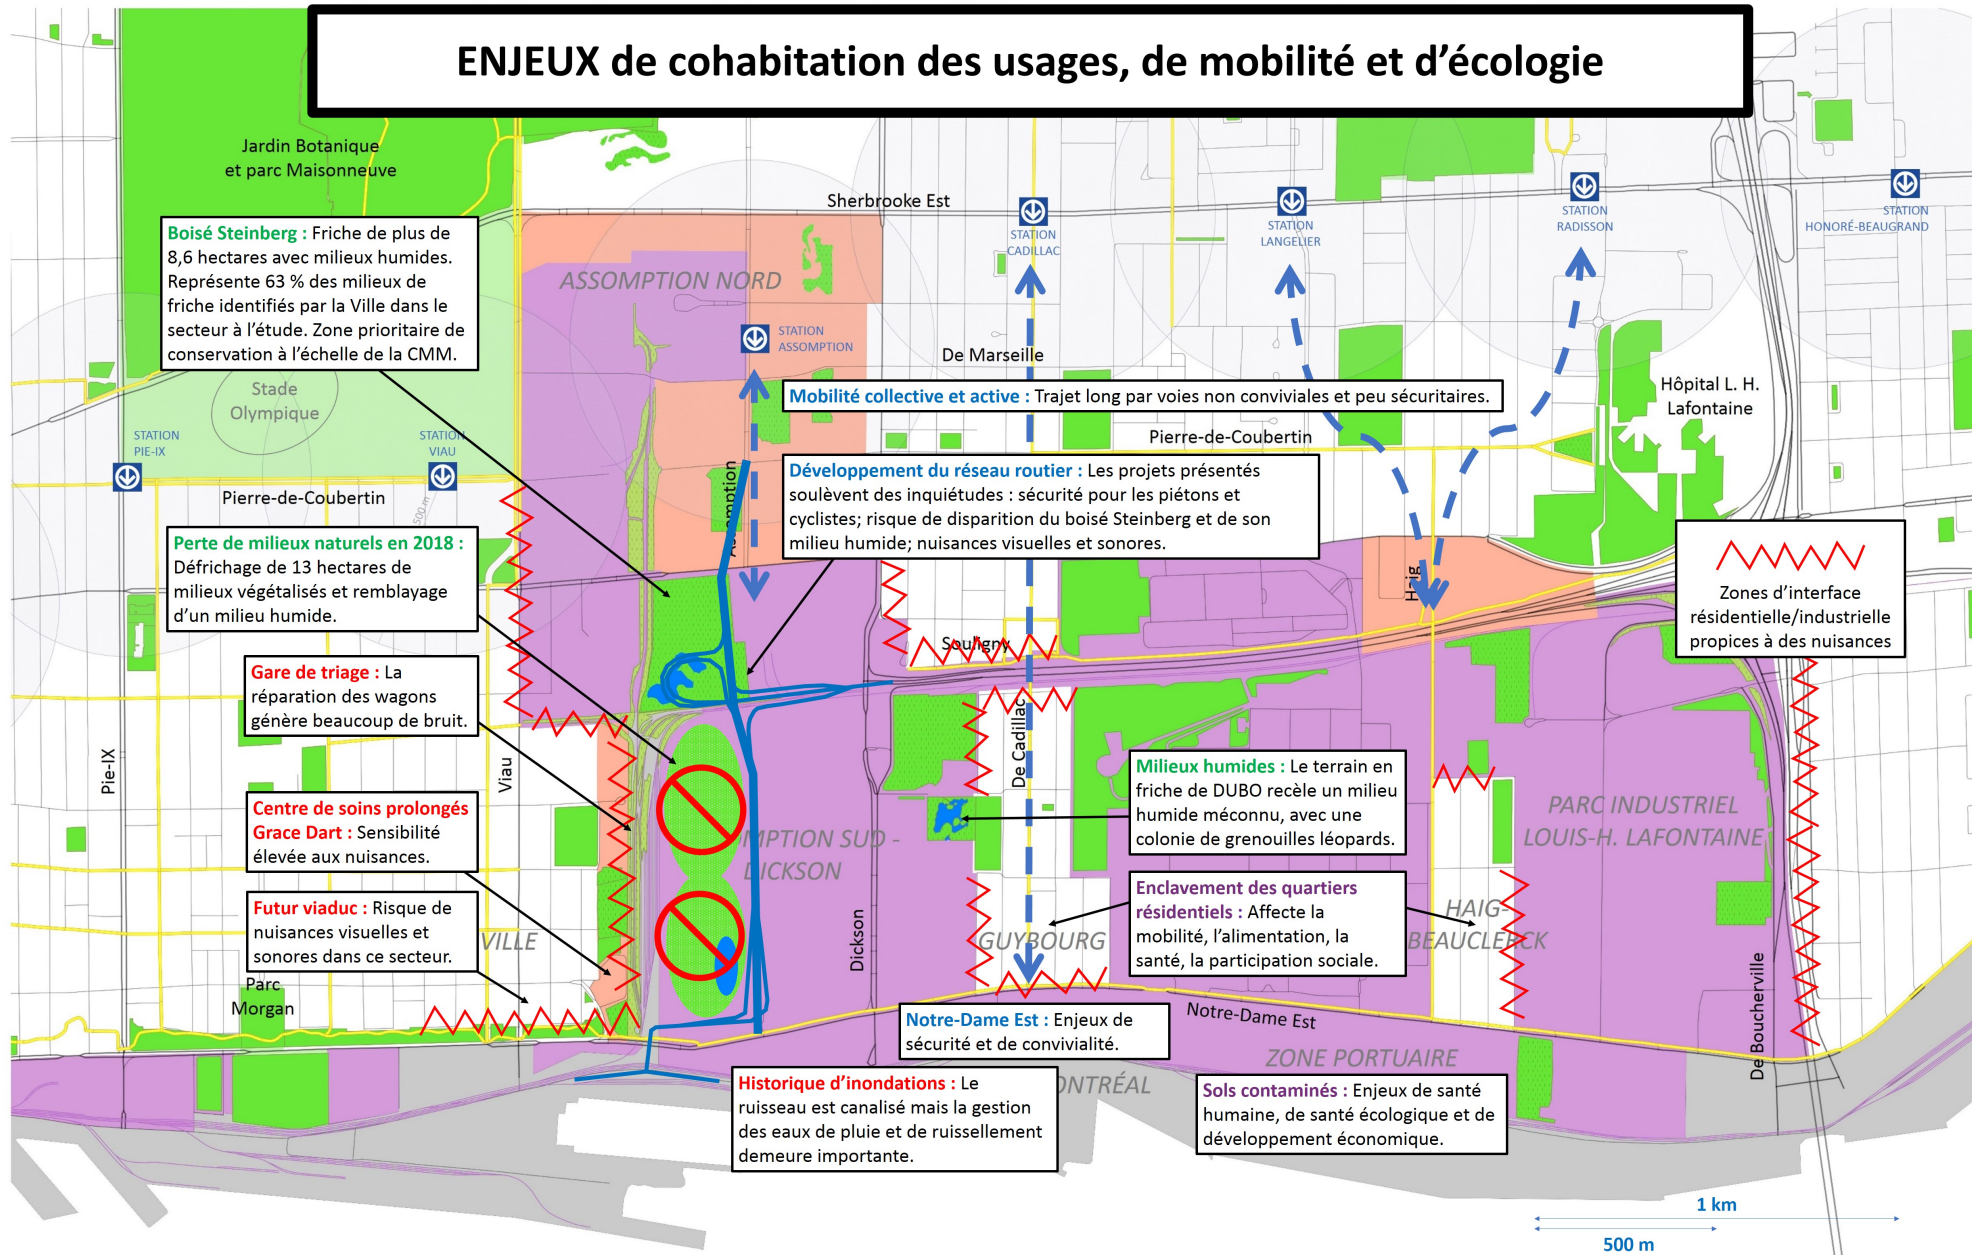 ENJEUX de cohabitation des usages, de mobilité et d'écologie
Jardin Botanique
et parc Maisonneuve
Sherbrooke Est
STATION
CADILLAC
STATION
LANGELIER
STATION
RADISSON
STATION
HONORÉ-BEAUGRAND
Boisé Steinberg : Friche de plus de
8,6 hectares avec milieux humides.
Représente 63 % des milieux de
friche identifiés par la Ville dans le
secteur à l'étude. Zone prioritaire de
conservation à l'échelle de la CMM.
ASSOMPTION NORD
STATION
ASSOMPTION
De Marseille
Stade
Olympique
Mobilité collective et active : Trajet long par voies non conviviales et peu sécuritaires.
Hôpital L. H.
Lafontaine
STATION
PIE-IX
STATION
VIAU
Pierre-de-Coubertin
Pierre-de-Coubertin
500 m
Assomption
Développement du réseau routier : Les projets présentés
soulèvent des inquiétudes : sécurité pour les piétons et
cyclistes; risque de disparition du boisé Steinberg et de son
milieu humide; nuisances visuelles et sonores.
Perte de milieux naturels en 2018 :
Défrichage de 13 hectares de
milieux végétalisés et remblayage
d'un milieu humide.
Haig
Zones d'interface
résidentielle/industrielle
propices à des nuisances
Souligny
Gare de triage : La
réparation des wagons
génère beaucoup de bruit.
Pie-IX
Viau
De Cadillac
Centre de soins prolongés
Grace Dart : Sensibilité
élevée aux nuisances.
MPTION SUD -
DICKSON
Milieux humides : Le terrain en
friche de DUBO recèle un milieu
humide méconnu, avec une
colonie de grenouilles léopards.
PARC INDUSTRIEL
LOUIS-H. LAFONTAINE
Futur viaduc : Risque de
nuisances visuelles et
sonores dans ce secteur.
VILLE
Dickson
GUYBOURG
Enclavement des quartiers
résidentiels : Affecte la
mobilité, l'alimentation, la
santé, la participation sociale.
HAIG-
BEAUCLERCK
De Boucherville
Parc
Morgan
Notre-Dame Est : Enjeux de
sécurité et de convivialité.
Notre-Dame Est
ZONE PORTUAIRE
Historique d'inondations : Le
ruisseau est canalisé mais la gestion
des eaux de pluie et de ruissellement
demeure importante.
ONTRÉAL
Sols contaminés : Enjeux de santé
humaine, de santé écologique et de
développement économique.
1 km
500 m